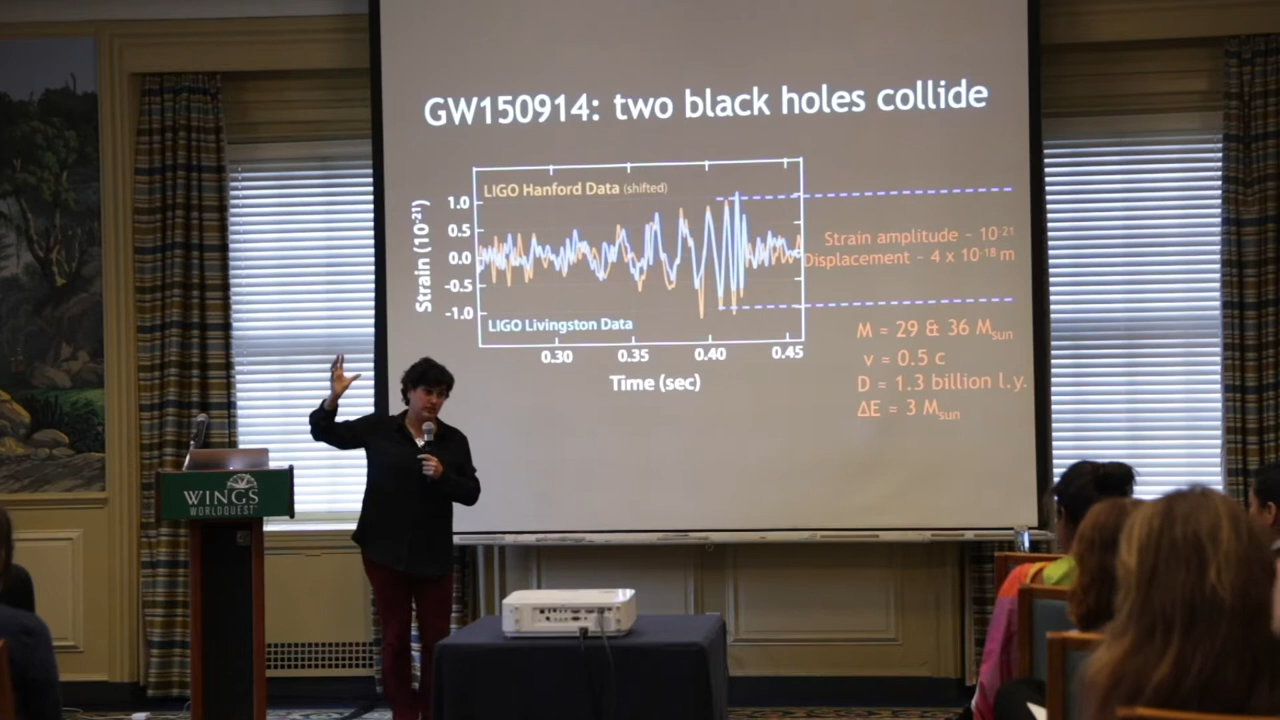 GW150914: two black holes collide
LIGO Hanford Data (shifted)
Strain (10⁻²¹)
1.0
0.5
0.0
-0.5
-1.0
LIGO Livingston Data
0.30 0.35 0.40 0.45
Time (sec)
Strain amplitude ~ 10⁻²¹
Displacement ~ 4 x 10⁻¹⁸ m
M = 29 & 36 Msun
v = 0.5 c
D = 1.3 billion l.y.
ΔE = 3 Msun
WINGS
WORLDQUEST